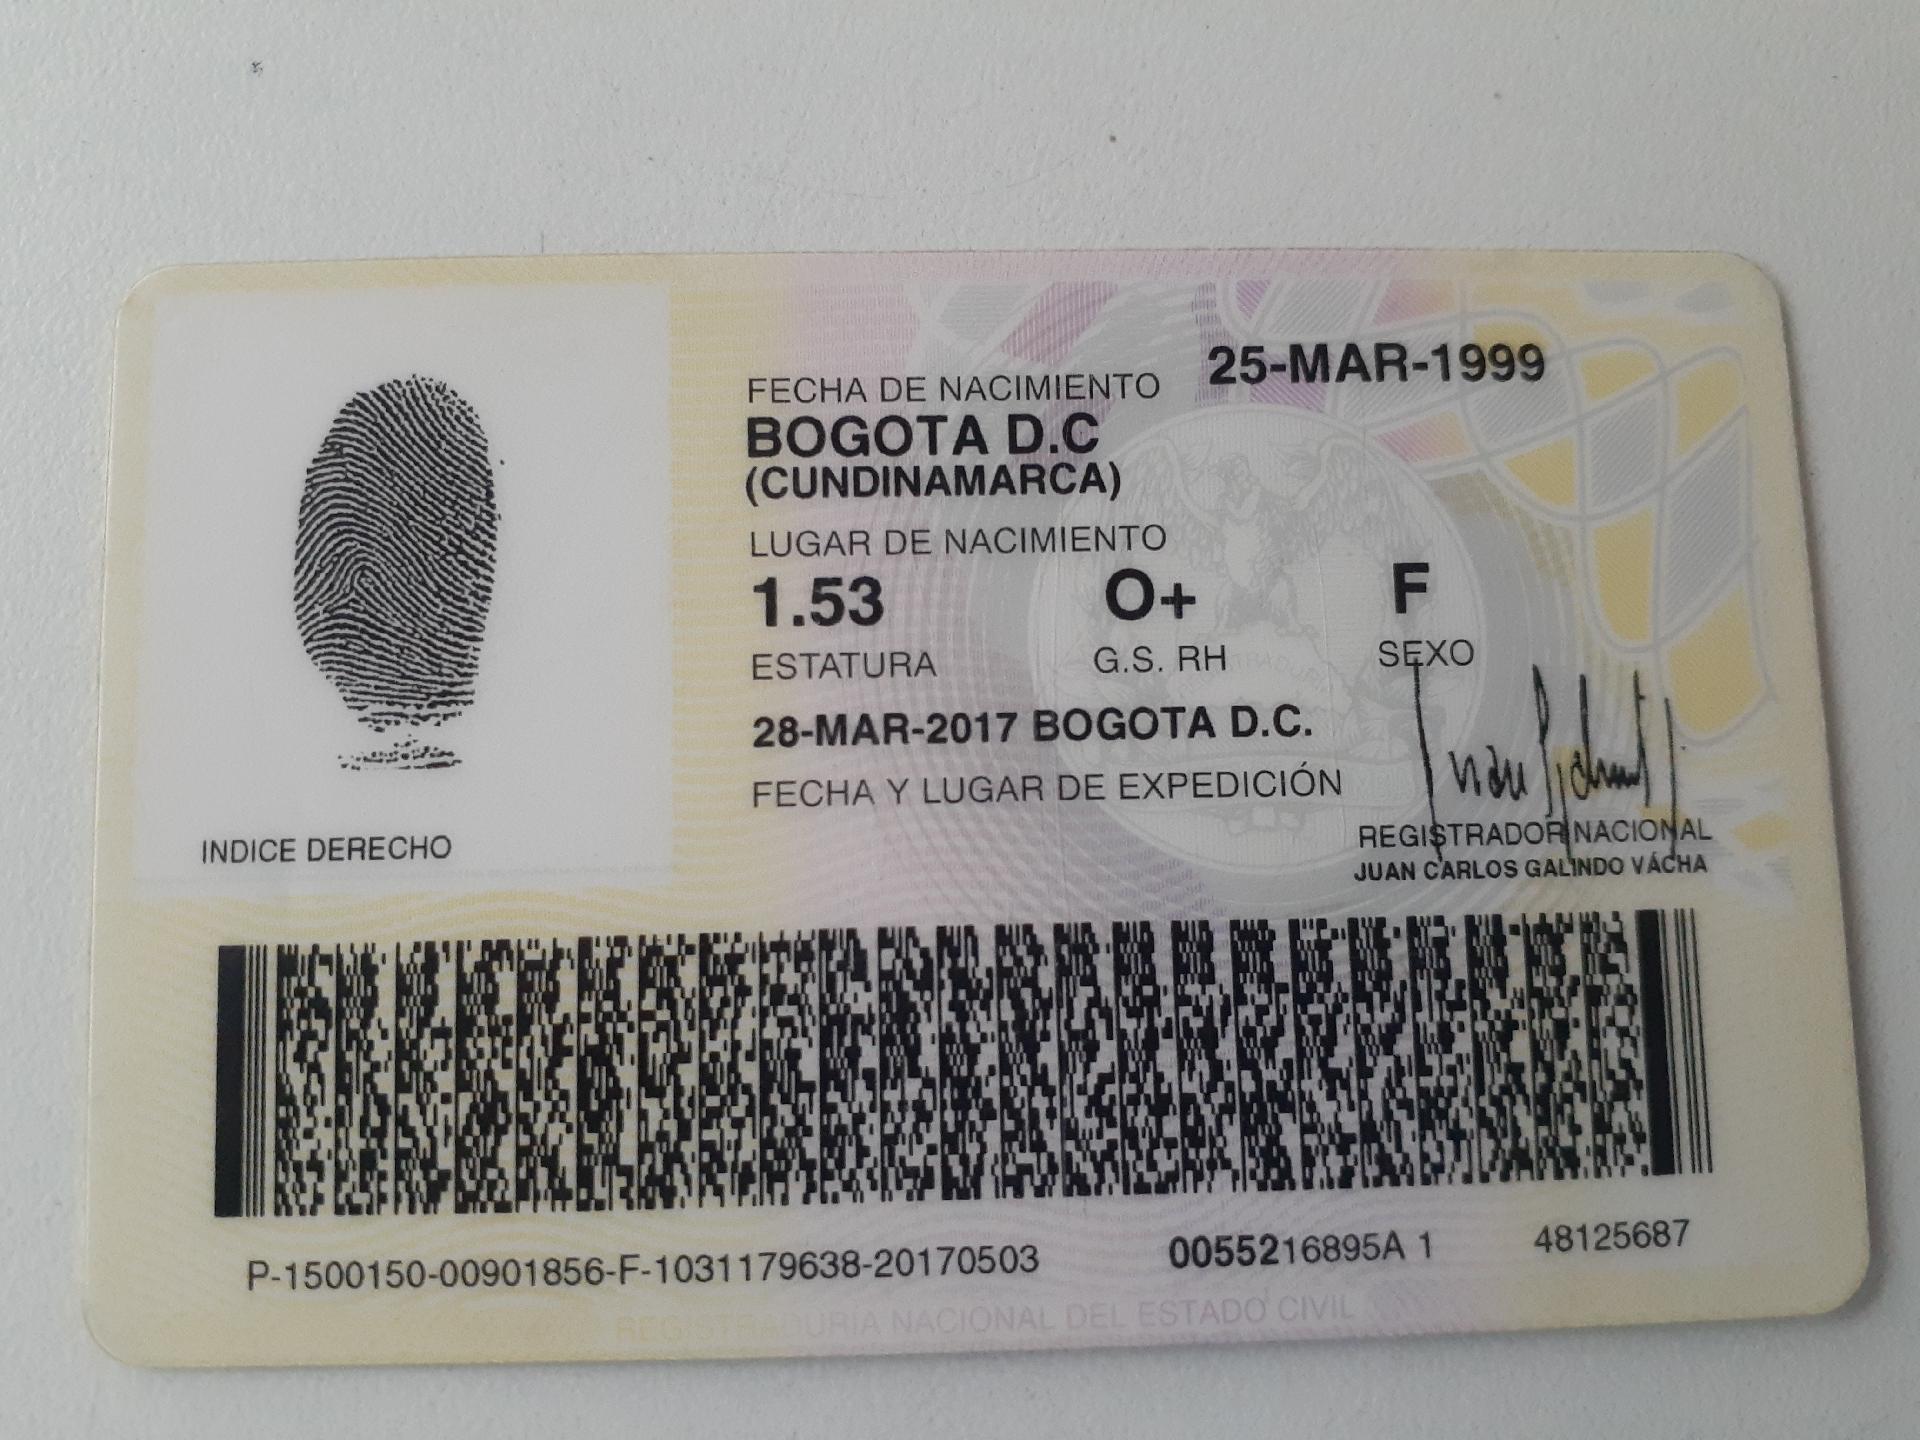 25-MAR-1999
FECHA DE NACIMIENTO
BOGOTA D.C
(CUNDINAMARCA)
LUGAR DE NACIMIENTO
1.53 O+ F
ESTATURA G.S. RH SEXO
28-MAR-2017 BOGOTA D.C.
FECHA Y LUGAR DE EXPEDICIÓN
REGISTRADOR NACIONAL
JUAN CARLOS GALINDO VÁCHA
INDICE DERECHO
P-1500150-00901856-F-1031179638-20170503 0055216895A 1 48125687
REGISTRADURÍA NACIONAL DEL ESTADO CIVIL